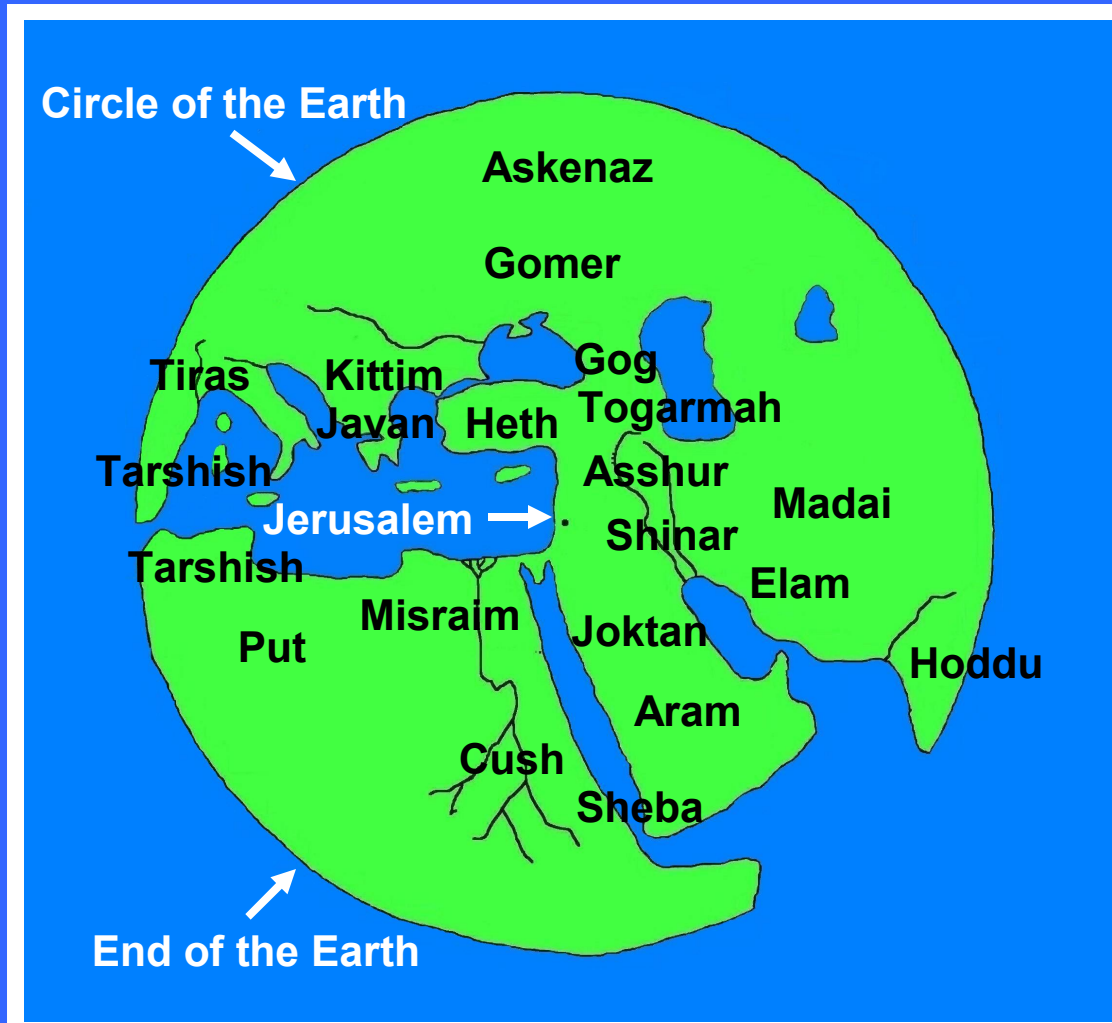 Circle of the Earth
Askenaz
Gomer
Gog
Tiras
Kittim
Togarmah
Javan
Heth
Tarshish
Asshur
Madai
Jerusalem
Shinar
Tarshish
Elam
Misraim
Joktan
Put
Hoddu
Aram
Cush
Sheba
End of the Earth